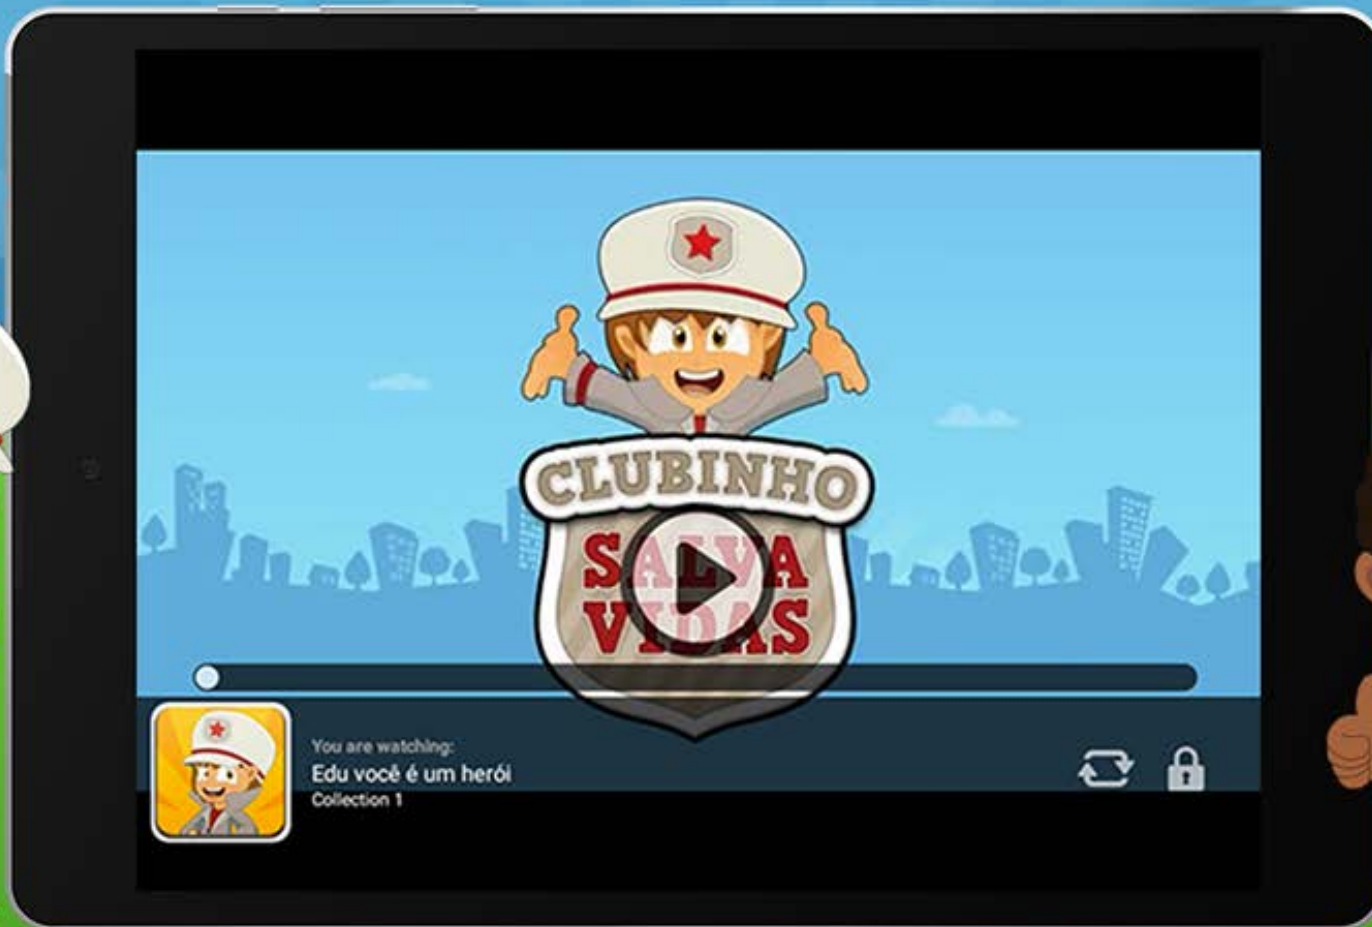 CLUBINHO
SALVA
VIDAS
You are watching:
Edu você é um herói
Collection 1